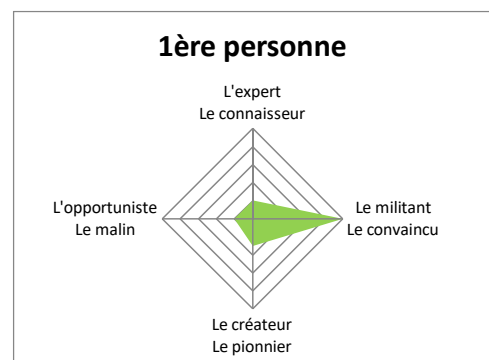 1ère personne
L'expert
Le connaisseur
L'opportuniste
Le malin
Le militant
Le convaincu
Le créateur
Le pionnier